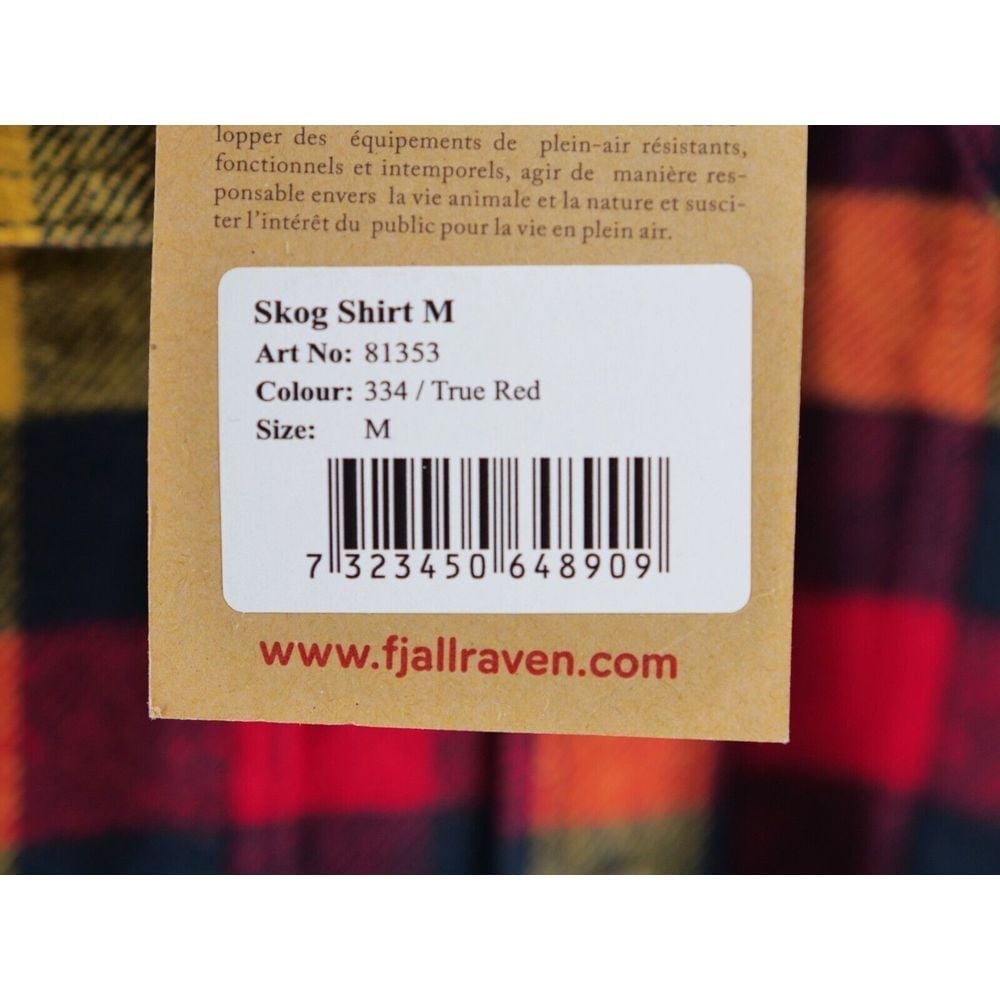 lopper des équipements de plein-air résistants,
fonctionnels et intemporels, agir de manière res-
ponsable envers la vie animale et la nature et susci-
ter l'intérêt du public pour la vie en plein air.
Skog Shirt M
Art No: 81353
Colour: 334 / True Red
Size: M
7 323450 648909
www.fjallraven.com